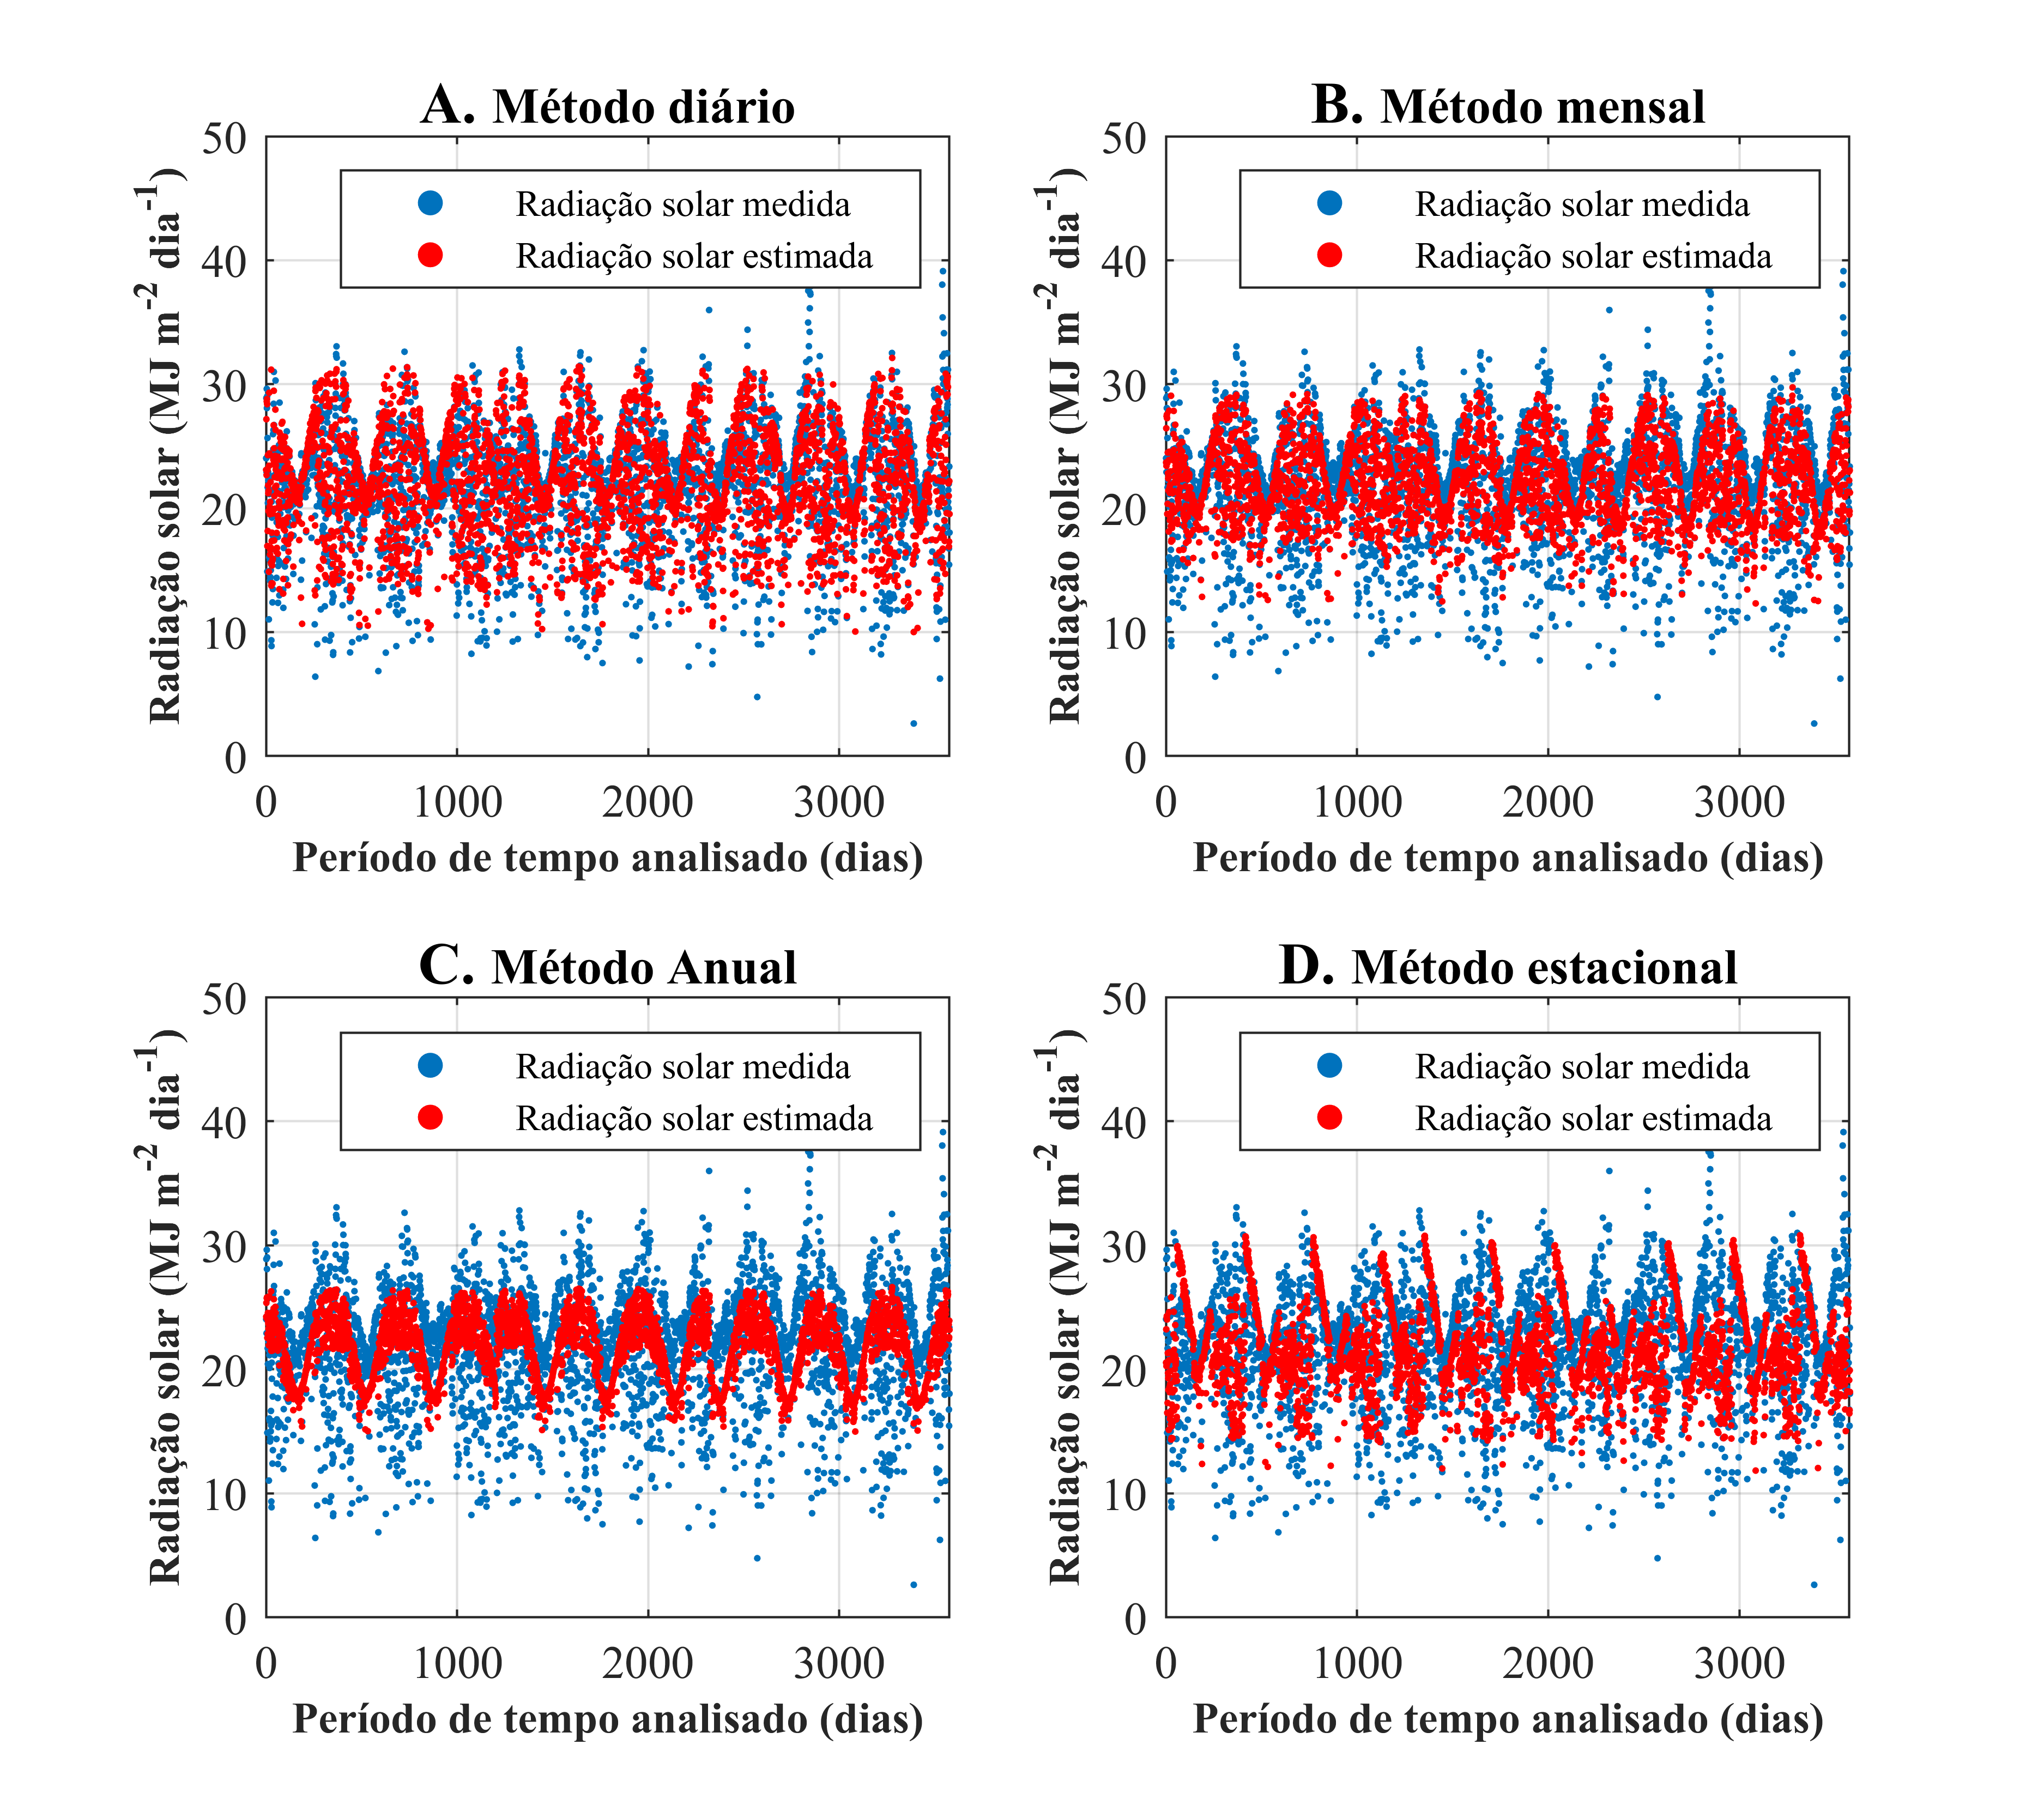 A. Método diário
50
40
30
20
10
0
Radiação solar (MJ m-2 dia-1)
Radiação solar medida
Radiação solar estimada
0 1000 2000 3000
Período de tempo analisado (dias)
B. Método mensal
50
40
30
20
10
0
Radiação solar (MJ m-2 dia-1)
Radiação solar medida
Radiação solar estimada
0 1000 2000 3000
Período de tempo analisado (dias)
C. Método Anual
50
40
30
20
10
0
Radiação solar (MJ m-2 dia-1)
Radiação solar medida
Radiação solar estimada
0 1000 2000 3000
Período de tempo analisado (dias)
D. Método estacional
50
40
30
20
10
0
Radiação solar (MJ m-2 dia-1)
Radiação solar medida
Radiação solar estimada
0 1000 2000 3000
Período de tempo analisado (dias)